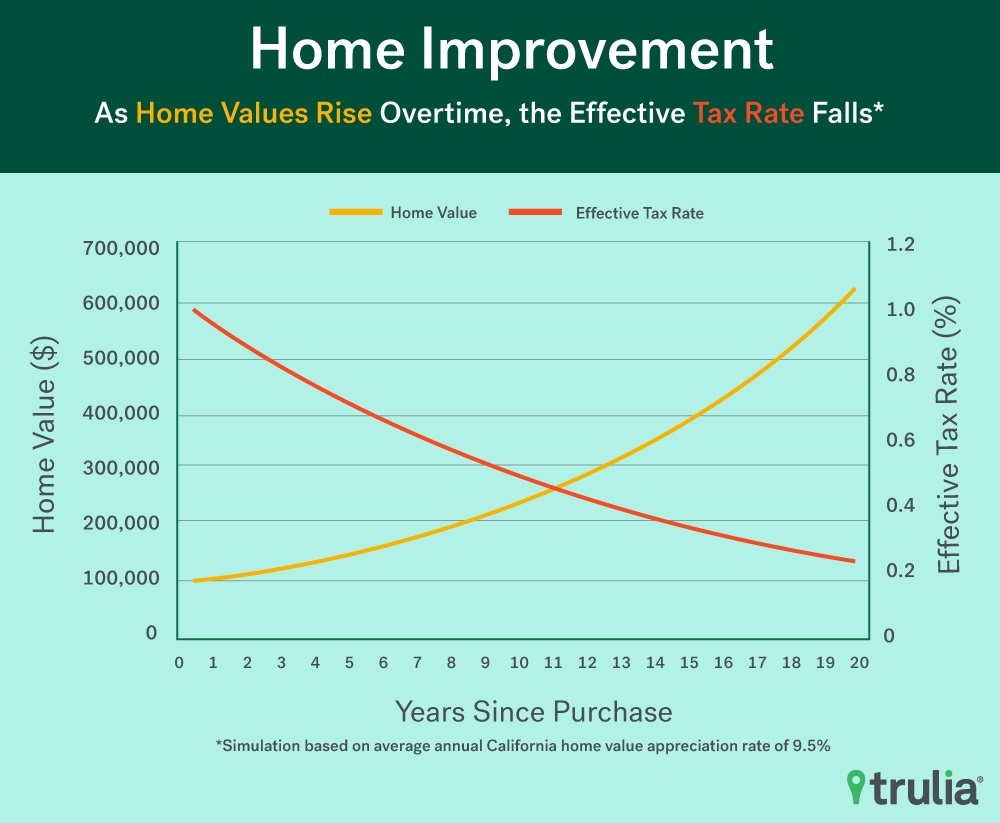 Home Improvement
As Home Values Rise Overtime, the Effective Tax Rate Falls*
Home Value
Effective Tax Rate
700,000
600,000
500,000
400,000
300,000
200,000
100,000
0
Home Value ($)
1.2
1.0
0.8
0.6
0.4
0.2
0
Effective Tax Rate (%)
0 1 2 3 4 5 6 7 8 9 10 11 12 13 14 15 16 17 18 19 20
Years Since Purchase
*Simulation based on average annual California home value appreciation rate of 9.5%
trulia®